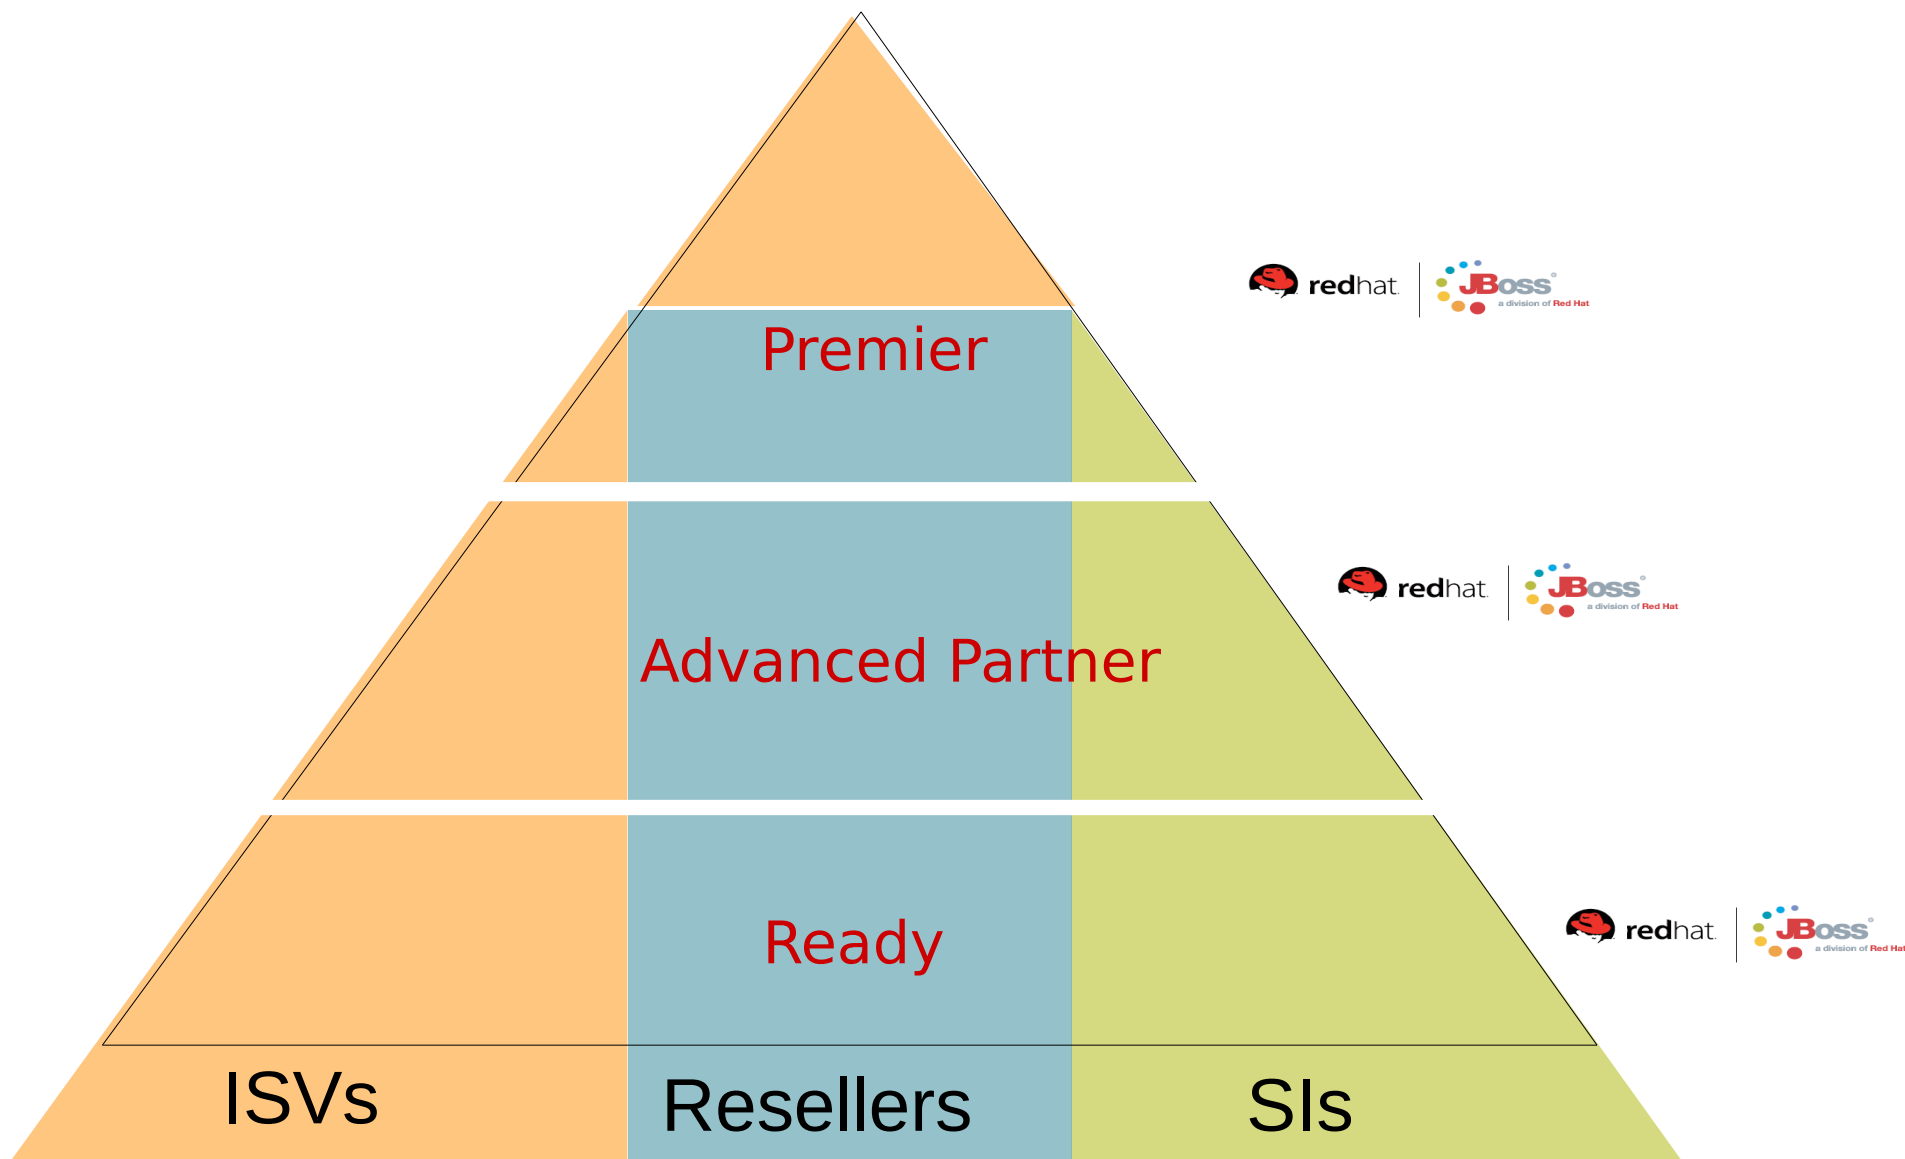 redhat. JBoss
a division of Red Hat
Premier
redhat. JBoss
a division of Red Hat
Advanced Partner
redhat. JBoss
a division of Red Hat
Ready
ISVs Resellers SIs